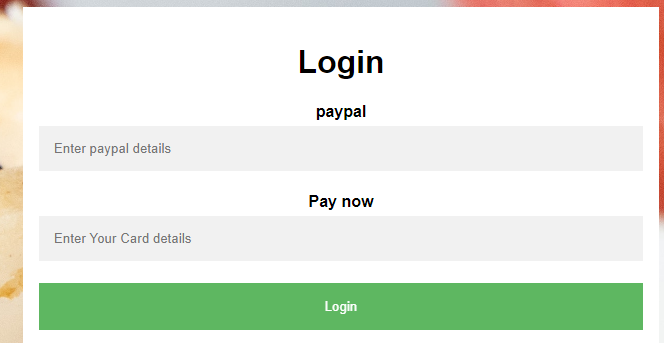 Login
paypal
Enter paypal details
Pay now
Enter Your Card details
Login